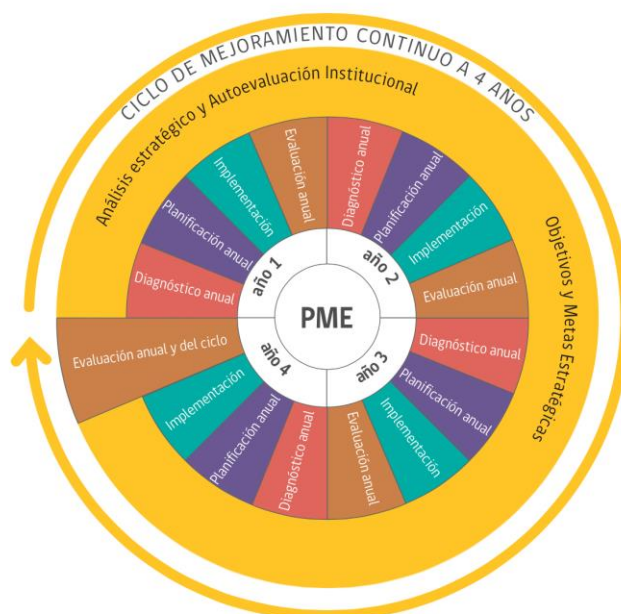 CICLO DE MEJORAMIENTO CONTINUO A 4 AÑOS
Análisis estratégico y Autoevaluación Institucional
Objetivos y Metas Estratégicas
PME
año 1
Diagnóstico anual
Planificación anual
Implementación
Evaluación anual
año 2
Diagnóstico anual
Planificación anual
Implementación
Evaluación anual
año 3
Diagnóstico anual
Planificación anual
Implementación
Evaluación anual
año 4
Diagnóstico anual
Planificación anual
Implementación
Evaluación anual y del ciclo